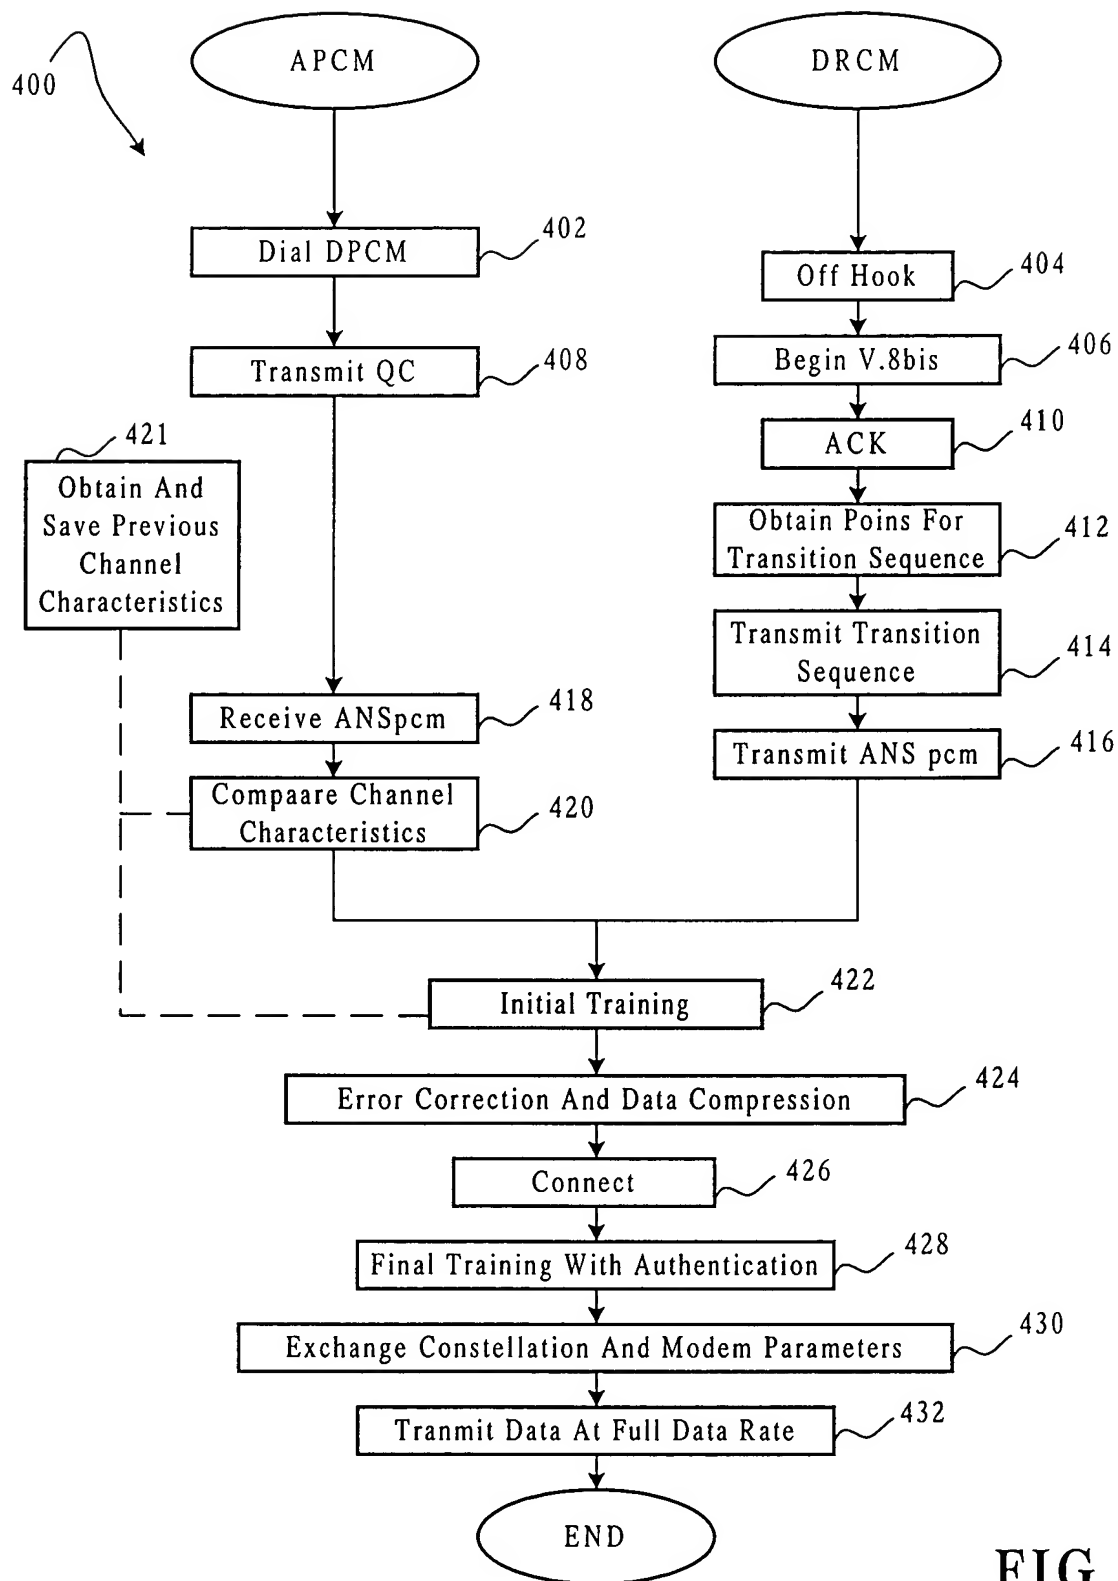 400
APCM
DRCM
Dial DPCM
402
Off Hook
404
Transmit QC
408
Begin V.8bis
406
ACK
410
421
Obtain And
Save Previous
Channel
Characteristics
Obtain Poins For
Transition Sequence
412
Transmit Transition
Sequence
414
Receive ANSpcm
418
Transmit ANS pcm
416
Compaare Channel
Characteristics
420
Initial Training
422
Error Correction And Data Compression
424
Connect
426
Final Training With Authentication
428
Exchange Constellation And Modem Parameters
430
Tranmit Data At Full Data Rate
432
END
FIG